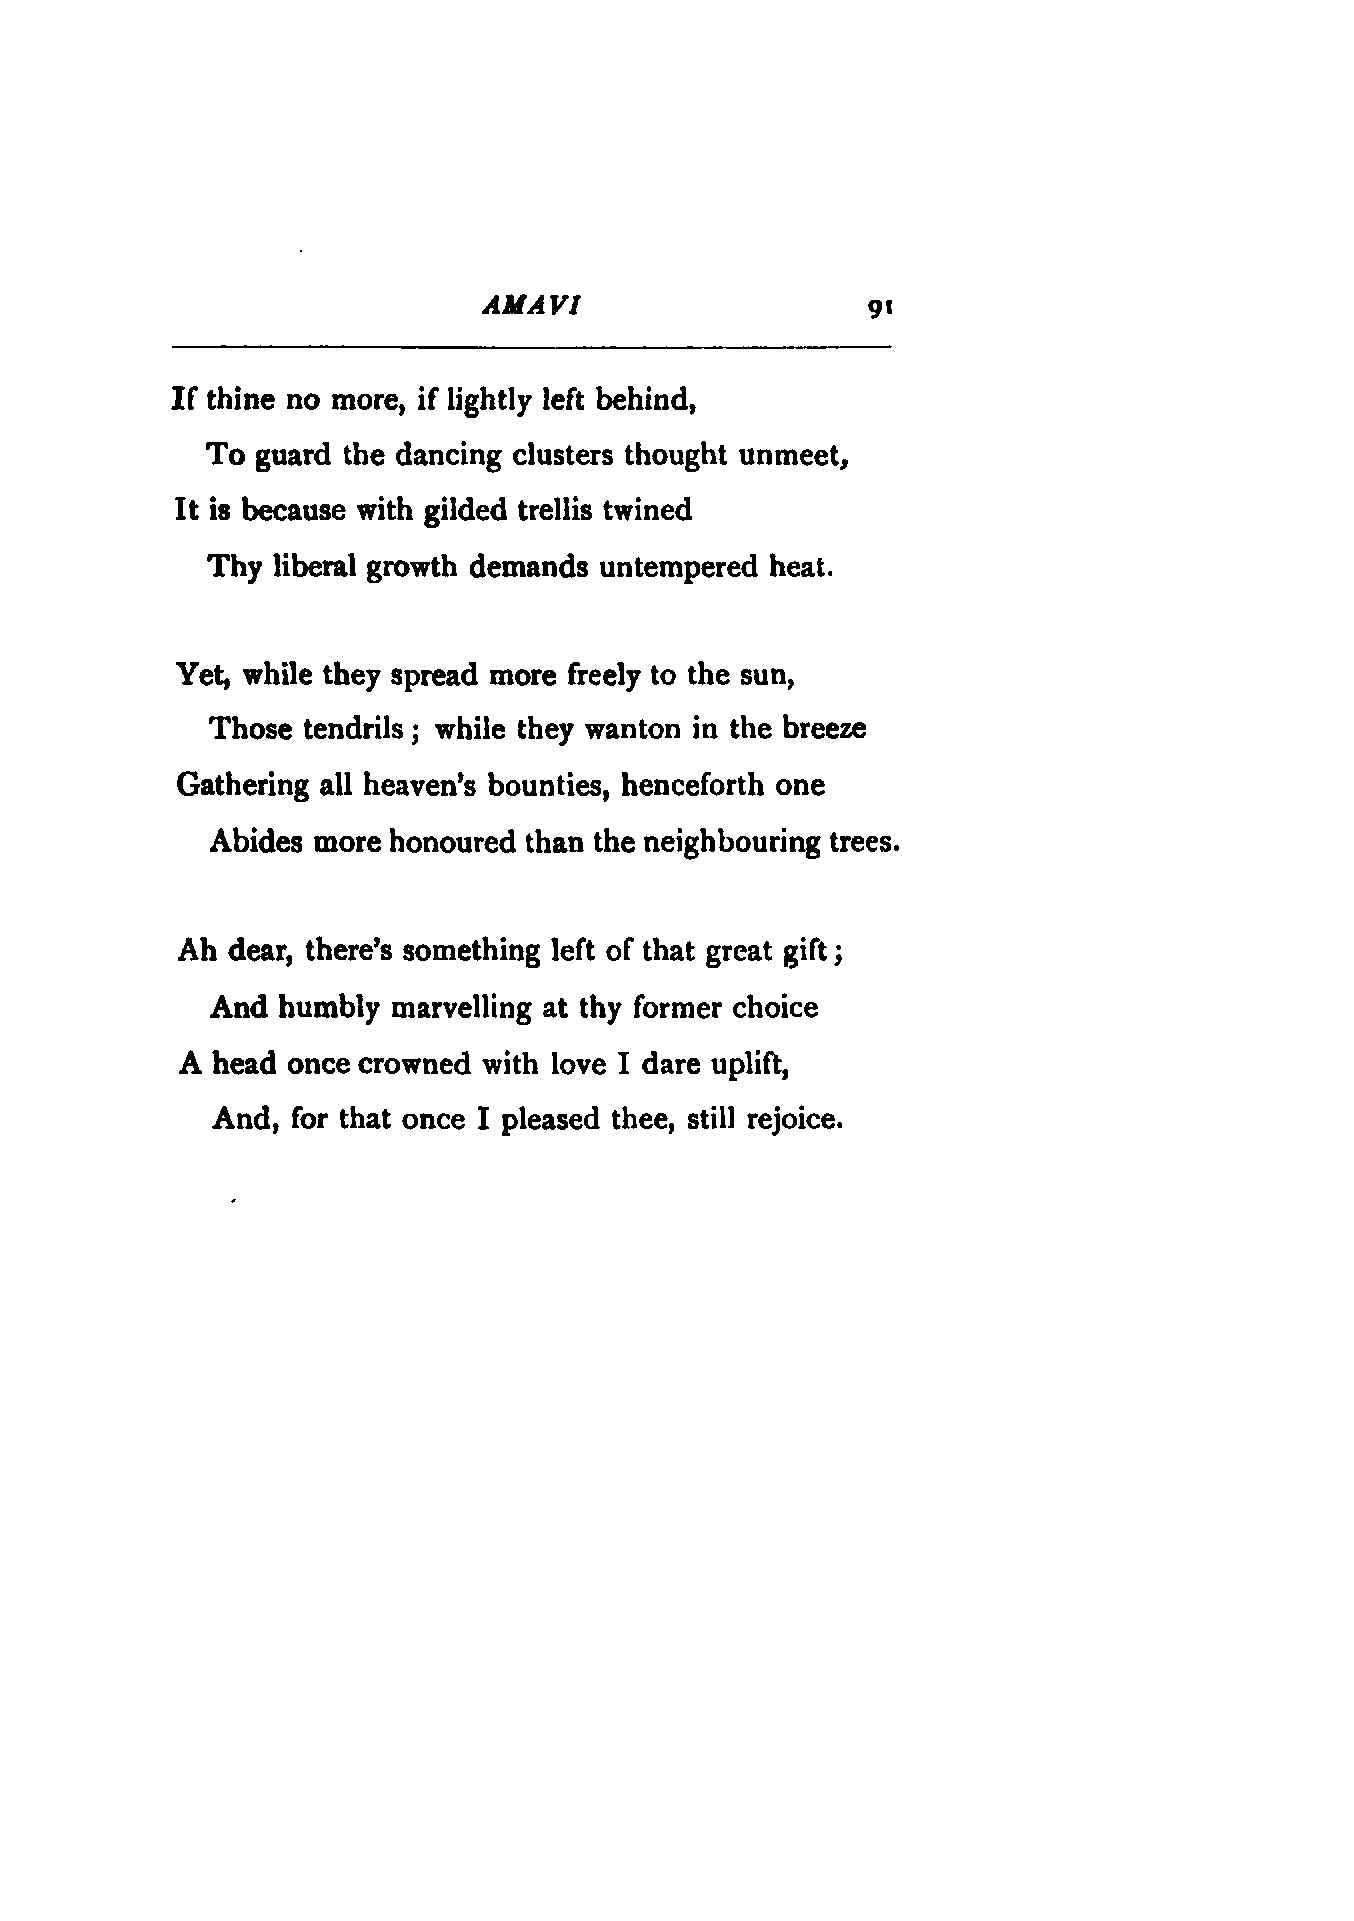 AMAVI 91
If thine no more, if lightly left behind,
To guard the dancing clusters thought unmeet,
It is because with gilded trellis twined
Thy liberal growth demands untempered heat.
Yet, while they spread more freely to the sun,
Those tendrils ; while they wanton in the breeze
Gathering all heaven's bounties, henceforth one
Abides more honoured than the neighbouring trees.
Ah dear, there's something left of that great gift ;
And humbly marvelling at thy former choice
A head once crowned with love I dare uplift,
And, for that once I pleased thee, still rejoice.